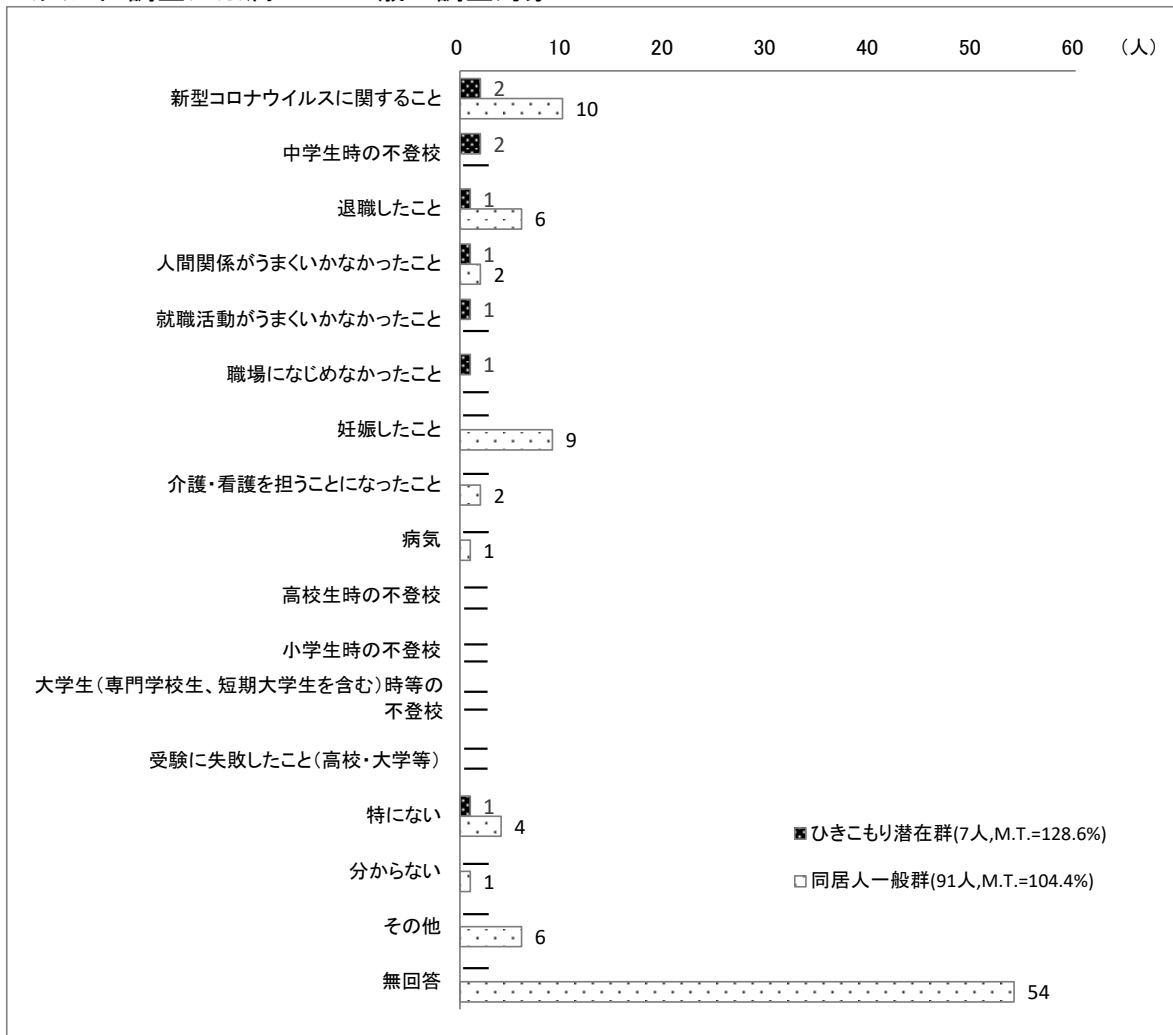 0 10 20 30 40 50 60 (人)
新型コロナウイルスに関すること 2
10
中学生時の不登校 2
退職したこと 1
6
人間関係がうまくいかなかったこと 1
2
就職活動がうまくいかなかったこと 1
職場になじめなかったこと 1
妊娠したこと 9
介護・看護を担うことになったこと 2
病気 1
高校生時の不登校
小学生時の不登校
大学生(専門学校生、短期大学生を含む)時等の
不登校
受験に失敗したこと(高校・大学等)
特にない 1
4
ひきこもり潜在群(7人,M.T.=128.6%)
分からない 1
同居人一般群(91人,M.T.=104.4%)
その他 6
無回答 54